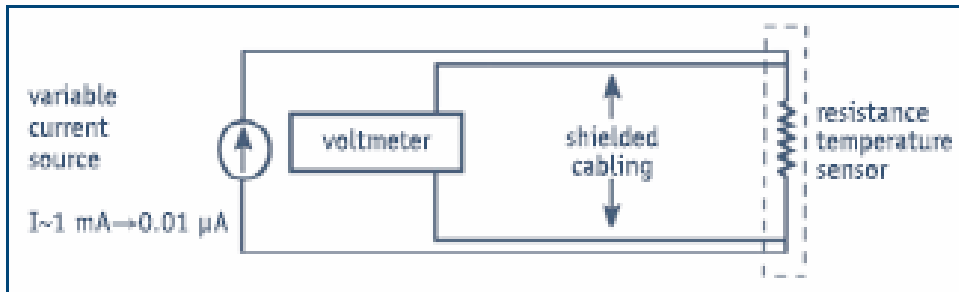 variable
current
source
I~1 mA→0.01 µA
voltmeter
shielded
cabling
resistance
temperature
sensor